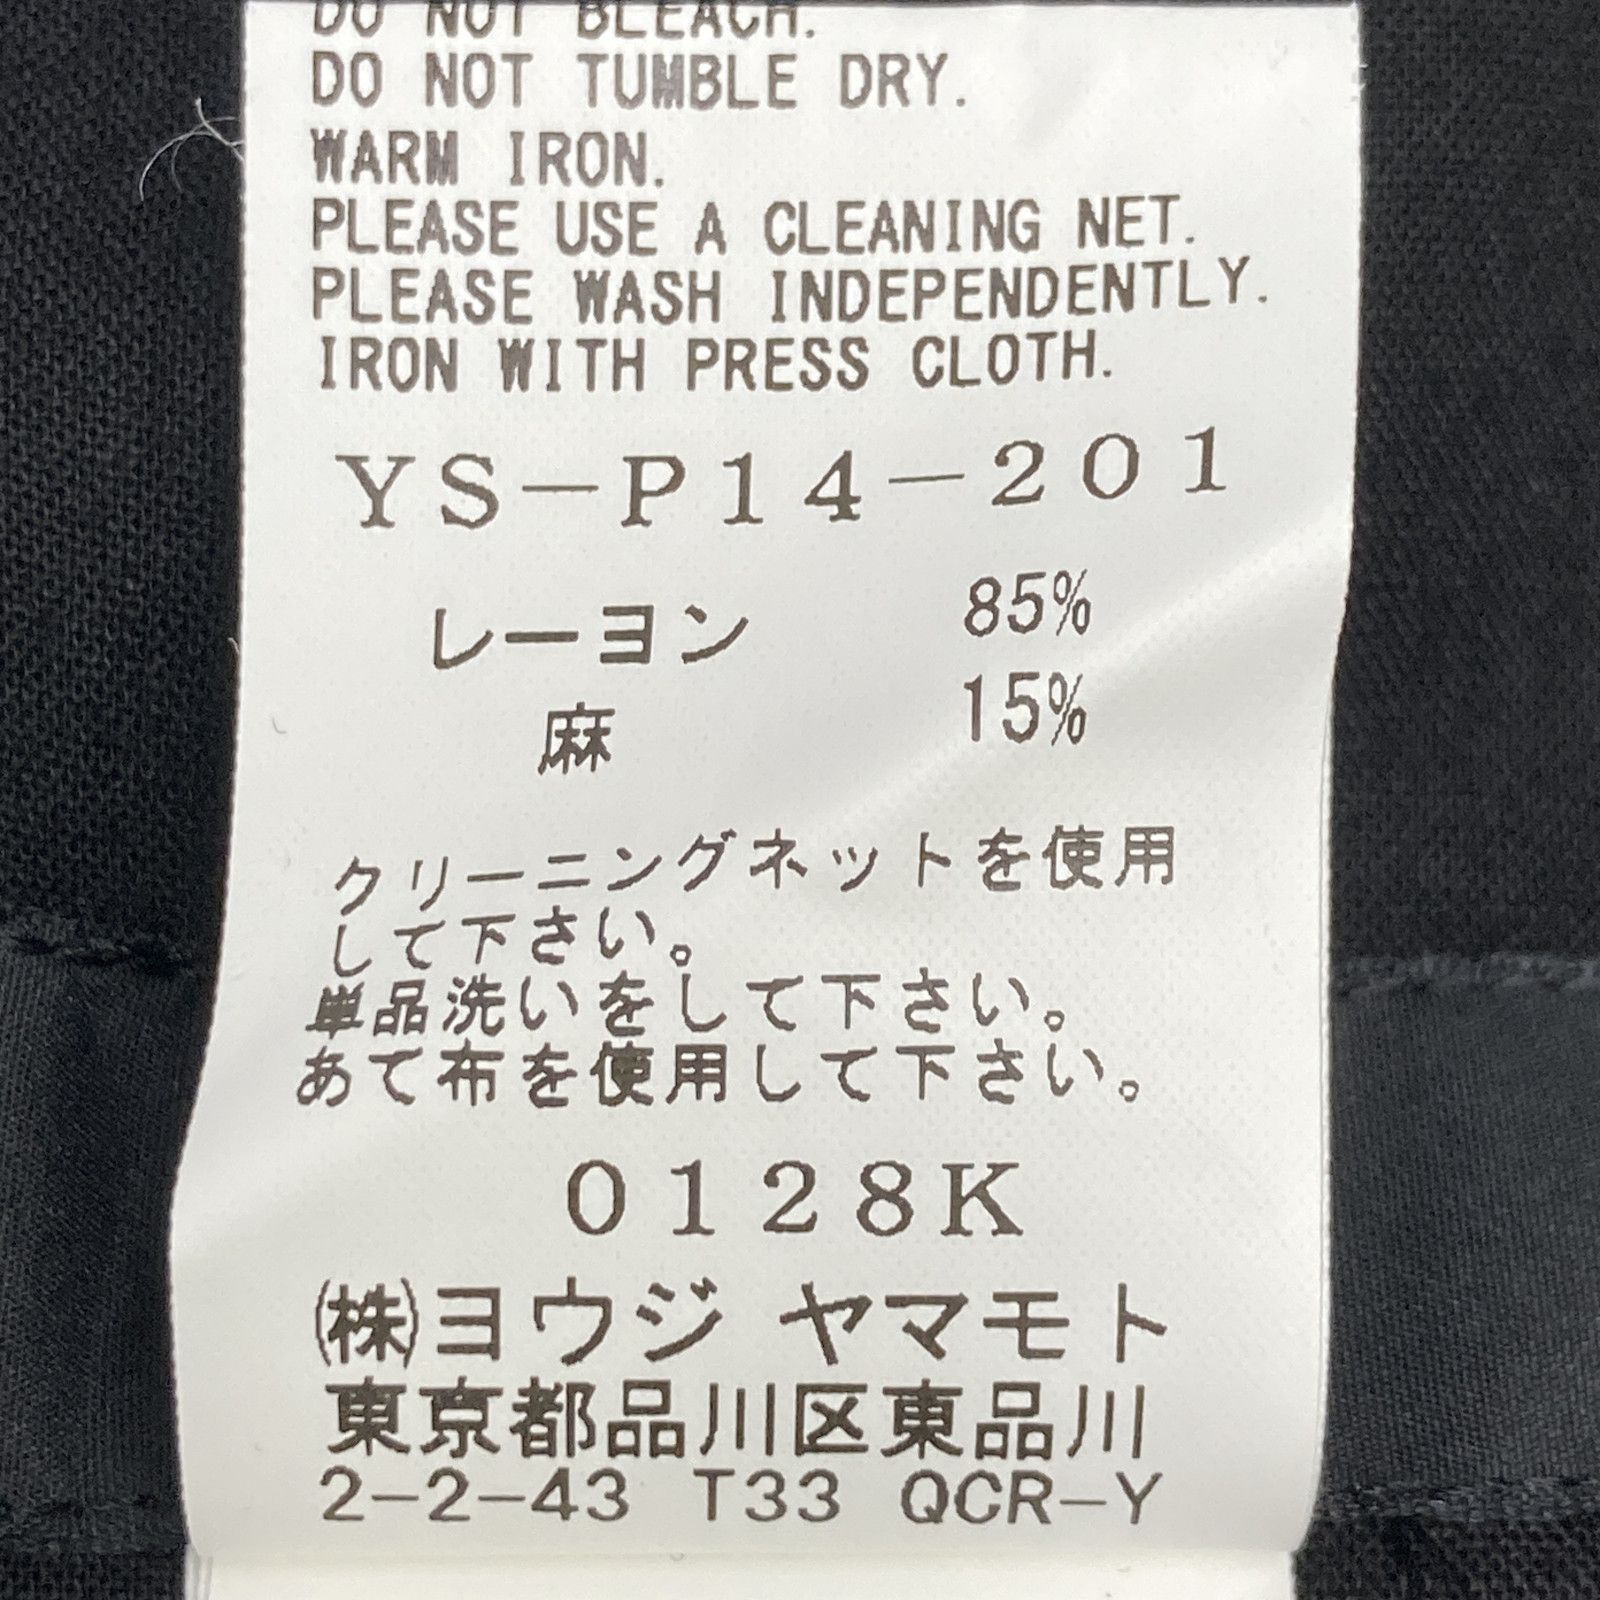 DO NOT BLEACH.
DO NOT TUMBLE DRY.
WARM IRON.
PLEASE USE A CLEANING NET.
PLEASE WASH INDEPENDENTLY.
IRON WITH PRESS CLOTH.
YS－P14－201
レーヨン 85%
麻 15%
クリーニングネットを使用
して下さい。
単品洗いをして下さい。
あて布を使用して下さい。
0128K
㈱ヨウジ ヤマモト
東京都品川区東品川
2-2-43 T33 QCR-Y